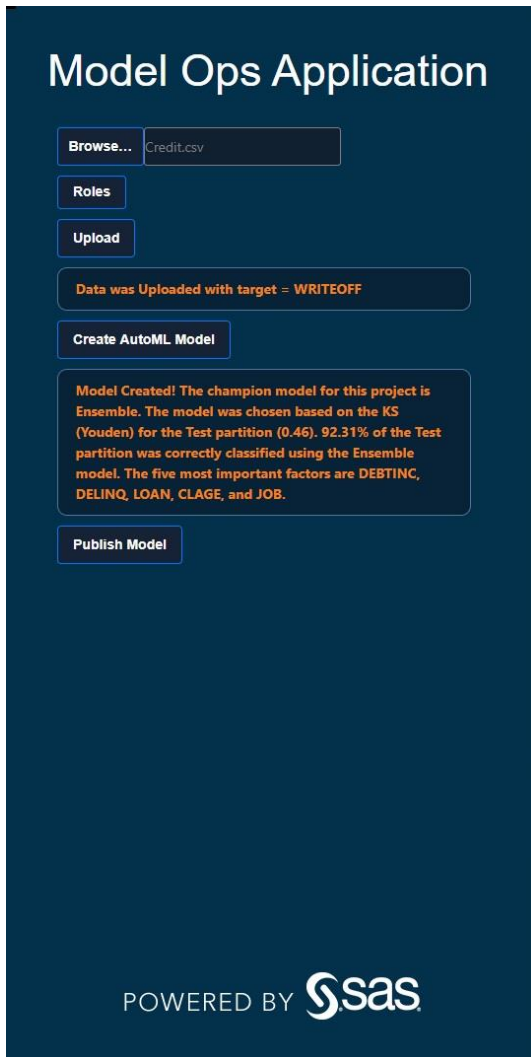 Model Ops Application
Browse... Credit.csv
Roles
Upload
Data was Uploaded with target = WRITEOFF
Create AutoML Model
Model Created! The champion model for this project is
Ensemble. The model was chosen based on the KS
(Youden) for the Test partition (0.46). 92.31% of the Test
partition was correctly classified using the Ensemble
model. The five most important factors are DEBTINC,
DELINQ, LOAN, CLAGE, and JOB.
Publish Model
POWERED BY sas